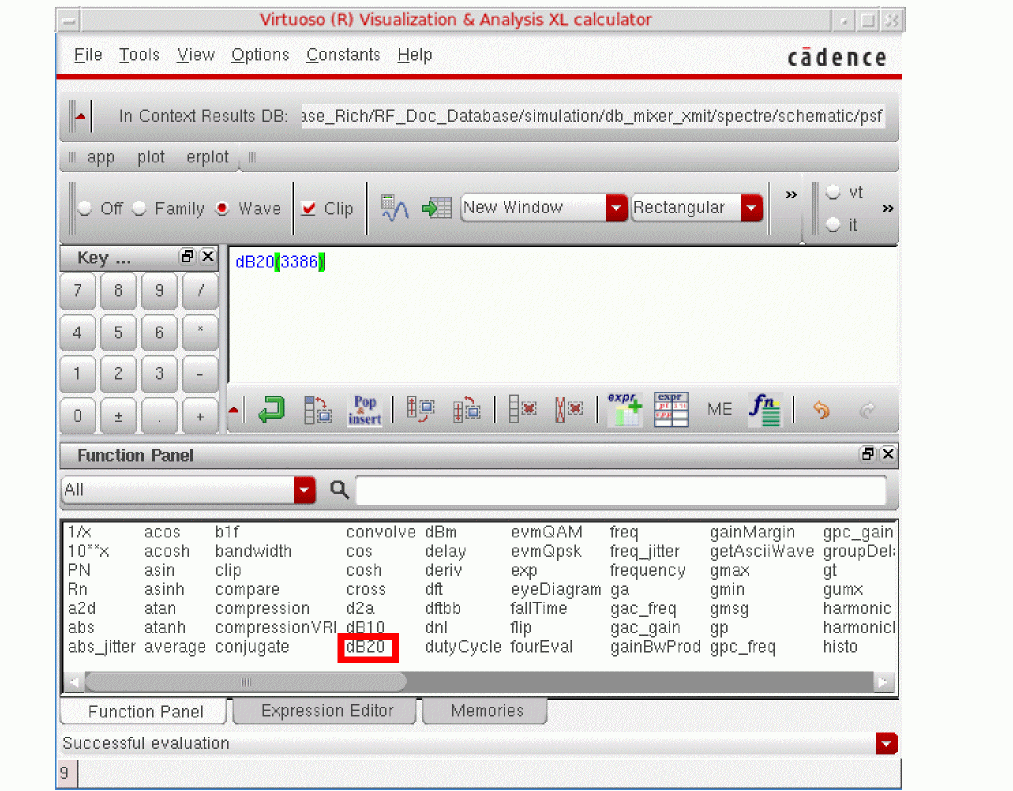 Virtuoso (R) Visualization & Analysis XL calculator
File Tools View Options Constants Help
cādence
In Context Results DB: ase_Rich/RF_Doc_Database/simulation/db_mixer_xmit/spectre/schematic/psf
app plot erplot
Off Family Wave Clip New Window Rectangular » vt
it »
Key ...
dB20(3386)
7 8 9 /
4 5 6 *
1 2 3 -
0 ± . +
Pop & insert
expr
expr
ME
fn
Function Panel
All
1/x acos b1f convolve dBm evmQAM freq gainMargin gpc_gain
10**x acosh bandwidth cos delay evmQpsk freq_jitter getAsciiWave groupDela
PN asin clip cosh deriv exp frequency gmax gt
Rn asinh compare cross dft eyeDiagram ga gmin gumx
a2d atan compression d2a dftbb fallTime gac_freq gmsg harmonic
abs atanh compressionVRI dB10 dnl flip gac_gain gp harmonicl
abs_jitter average conjugate dB20 dutyCycle fourEval gainBwProd gpc_freq histo
Function Panel Expression Editor Memories
Successful evaluation
9